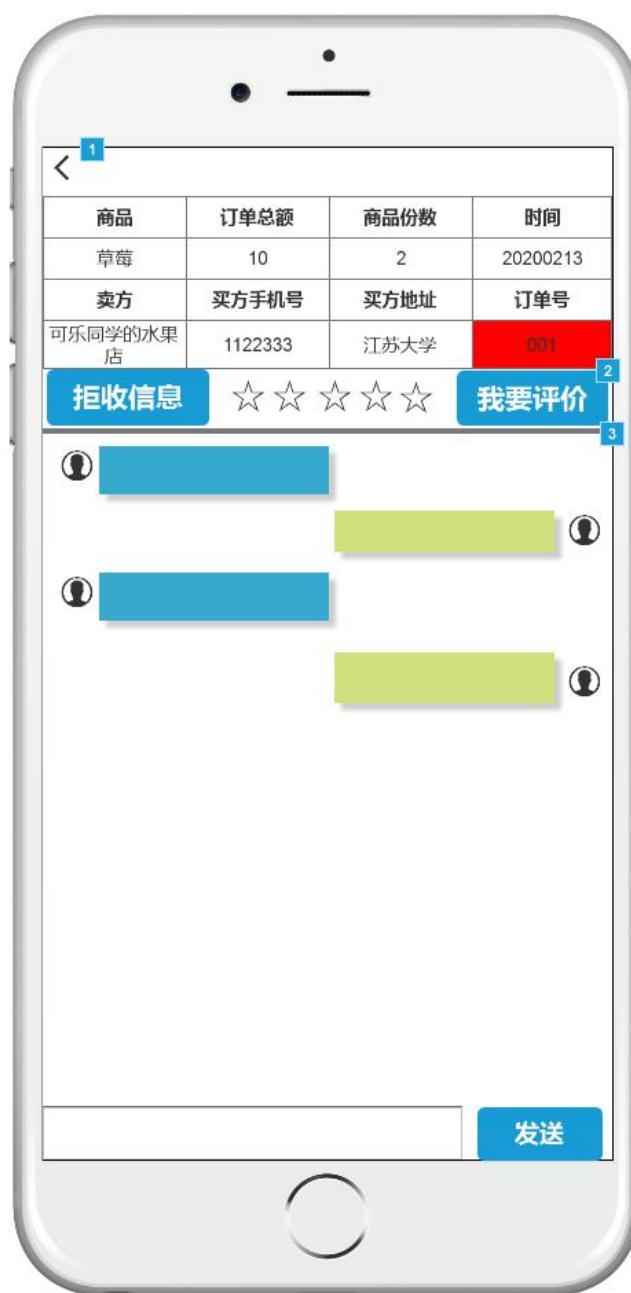 1
商品 订单总额 商品份数 时间
草莓 10 2 20200213
卖方 买方手机号 买方地址 订单号
可乐同学的水果
店 1122333 江苏大学 001
2
拒收信息 ☆☆☆☆☆ 我要评价
3
发送